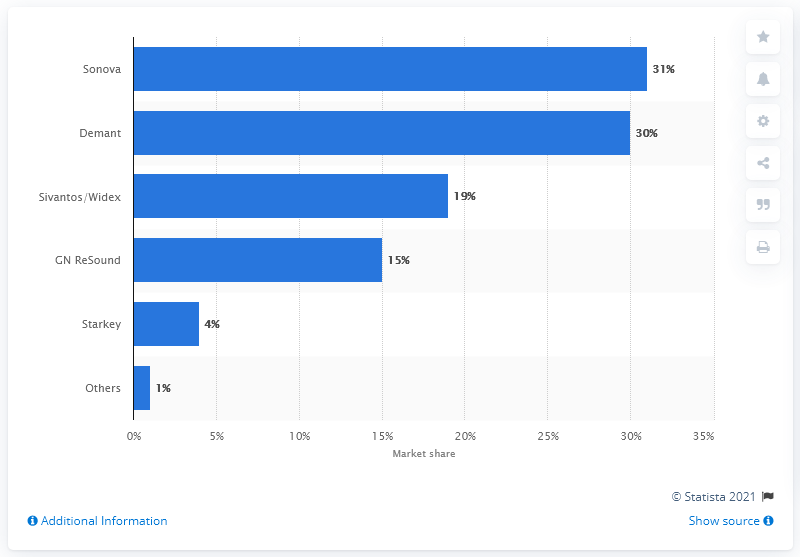 Sonova 31%
Demant 30%
Sivantos/Widex 19%
GN ReSound 15%
Starkey 4%
Others 1%
0% 5% 10% 15% 20% 25% 30% 35%
Market share
© Statista 2021
Additional Information Show source